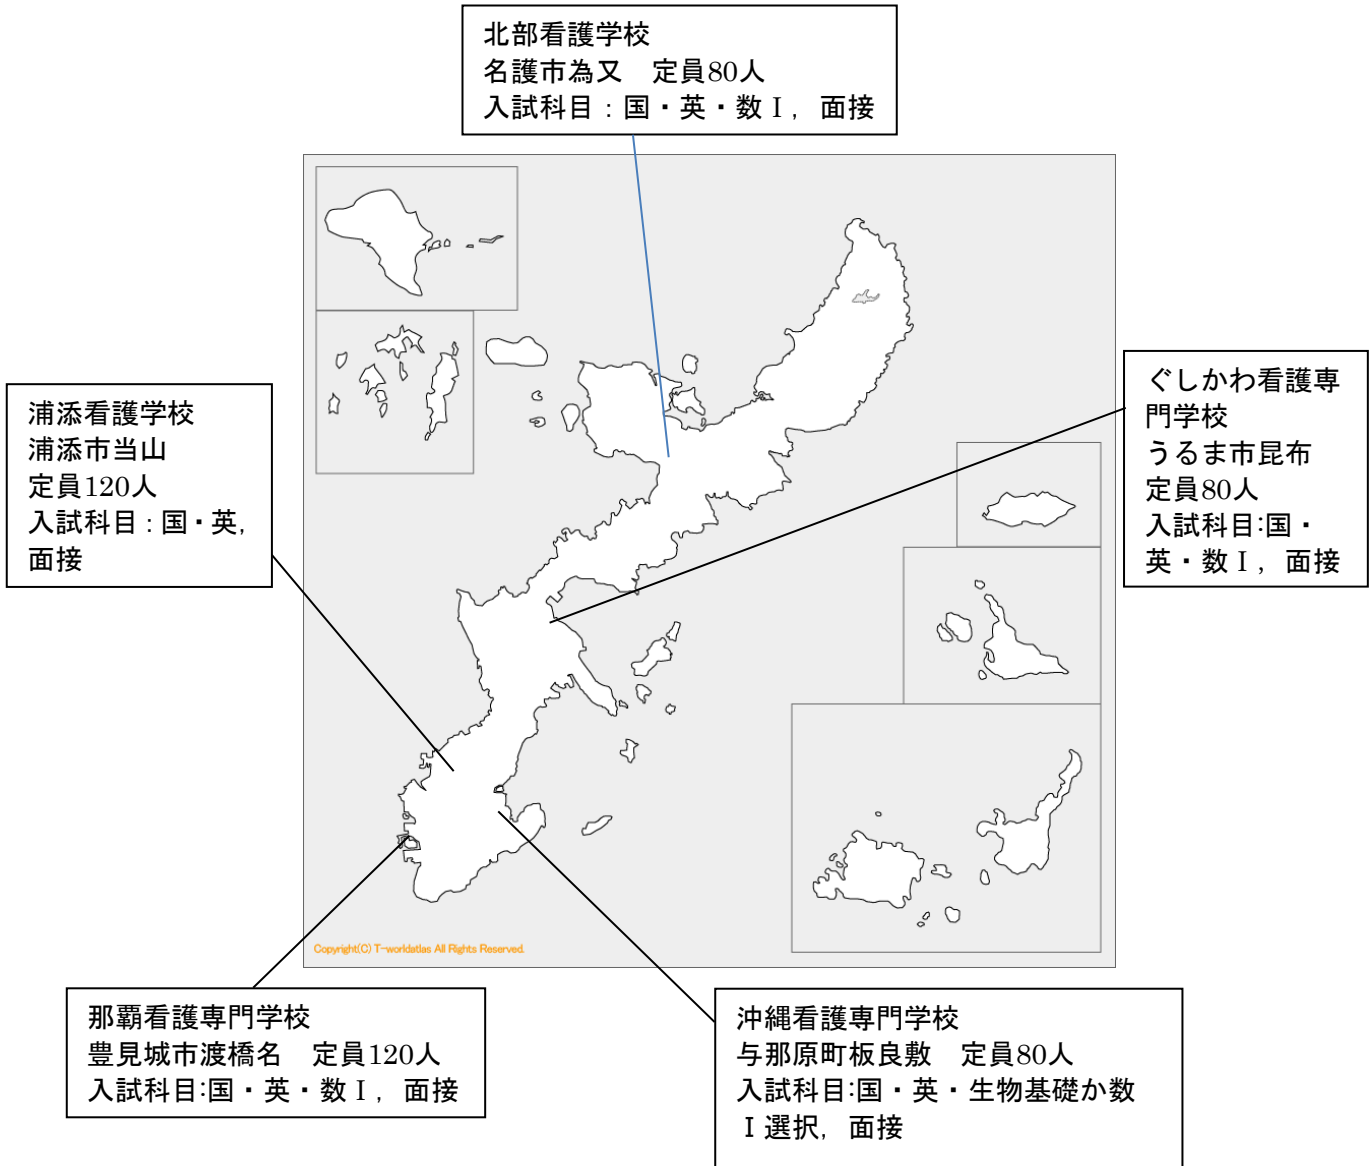 北部看護学校
名護市為又　定員80人
入試科目：国・英・数Ⅰ，面接
浦添看護学校
浦添市当山
定員120人
入試科目：国・英，
面接
ぐしかわ看護専
門学校
うるま市昆布
定員80人
入試科目:国・
英・数Ⅰ，面接
Copyright(C) T-worldatlas All Rights Reserved.
那覇看護専門学校
豊見城市渡橋名　定員120人
入試科目:国・英・数Ⅰ，面接
沖縄看護専門学校
与那原町板良敷　定員80人
入試科目:国・英・生物基礎か数
Ⅰ選択，面接